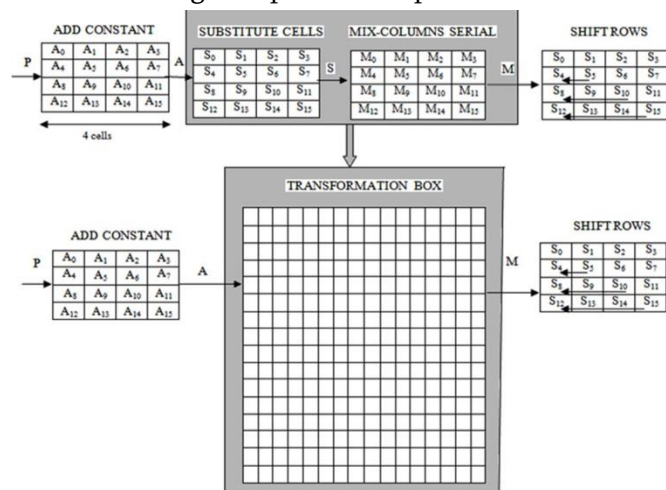 ADD CONSTANT SUBSTITUTE CELLS MIX-COLUMNS SERIAL SHIFT ROWS
P A S M
A0 A1 A2 A3
A4 A5 A6 A7
A8 A9 A10 A11
A12 A13 A14 A15
4 cells
S0 S1 S2 S3
S4 S5 S6 S7
S8 S9 S10 S11
S12 S13 S14 S15
M0 M1 M2 M3
M4 M5 M6 M7
M8 M9 M10 M11
M12 M13 M14 M15
S0 S1 S2 S3
S4 S5 S6 S7
S8 S9 S10 S11
S12 S13 S14 S15
TRANSFORMATION BOX
ADD CONSTANT
P A M
A0 A1 A2 A3
A4 A5 A6 A7
A8 A9 A10 A11
A12 A13 A14 A15
SHIFT ROWS
S0 S1 S2 S3
S4 S5 S6 S7
S8 S9 S10 S11
S12 S13 S14 S15